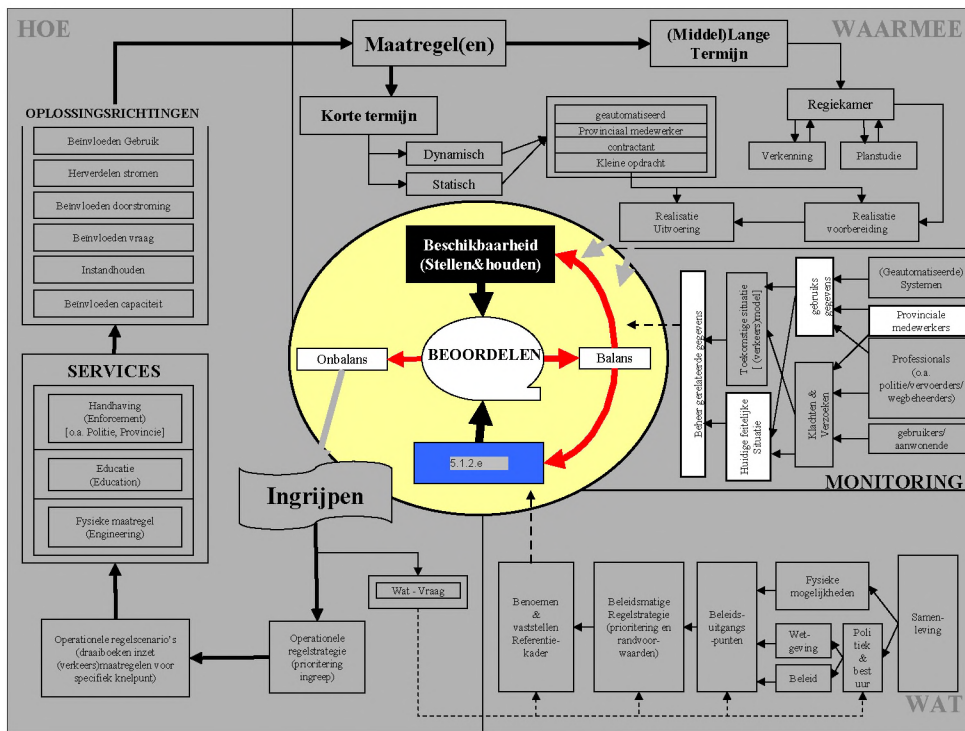 HOE
WAARMEE
Maatregel(en)
(Middel)Lange
Termijn
Korte termijn
Dynamisch
Statisch
geautomatiseerd
Provinciaal medewerker
contractant
Kleine opdracht
Regiekamer
Verkenning
Planstudie
Realisatie
Uitvoering
Realisatie
voorbereiding
OPLOSSINGSRICHTINGEN
Beïnvloeden Gebruik
Herverdelen stromen
Beïnvloeden doorstroming
Beïnvloeden vraag
Instandhouden
Beïnvloeden capaciteit
SERVICES
Handhaving
(Enforcement)
[o.a. Politie, Provincie]
Educatie
(Education)
Fysieke maatregel
(Engineering)
Beschikbaarheid
(Stellen&houden)
Onbalans
BEOORDELEN
Balans
5.1.2.e
Ingrijpen
Beheer gerelateerde gegevens
Toekomstige situatie
[ (verkeers)model]
Huidige feitelijke
Situatie
gebruiks
gegevens
Klachten &
Verzoeken
(Geautomatiseerde)
Systemen
Provinciale
medewerkers
Professionals
(o.a.
politie/vervoerders/
wegbeheerders)
gebruikers/
aanwonende
MONITORING
Wat - Vraag
Operationele regelscenario's
(draaiboeken inzet
(verkeers)maatregelen voor
specifiek knelpunt)
Operationele
regelstrategie
(prioritering
ingreep)
Benoemen
&
vaststellen
Referentie-
kader
Beleidsmatige
Regelstrategie
(prioritering en
randvoor-
waarden)
Beleids-
uitgangs
-punten
Fysieke
mogelijkheden
Wet-
geving
Beleid
Poli
tiek
&
best
uur
Samen-
leving
WAT